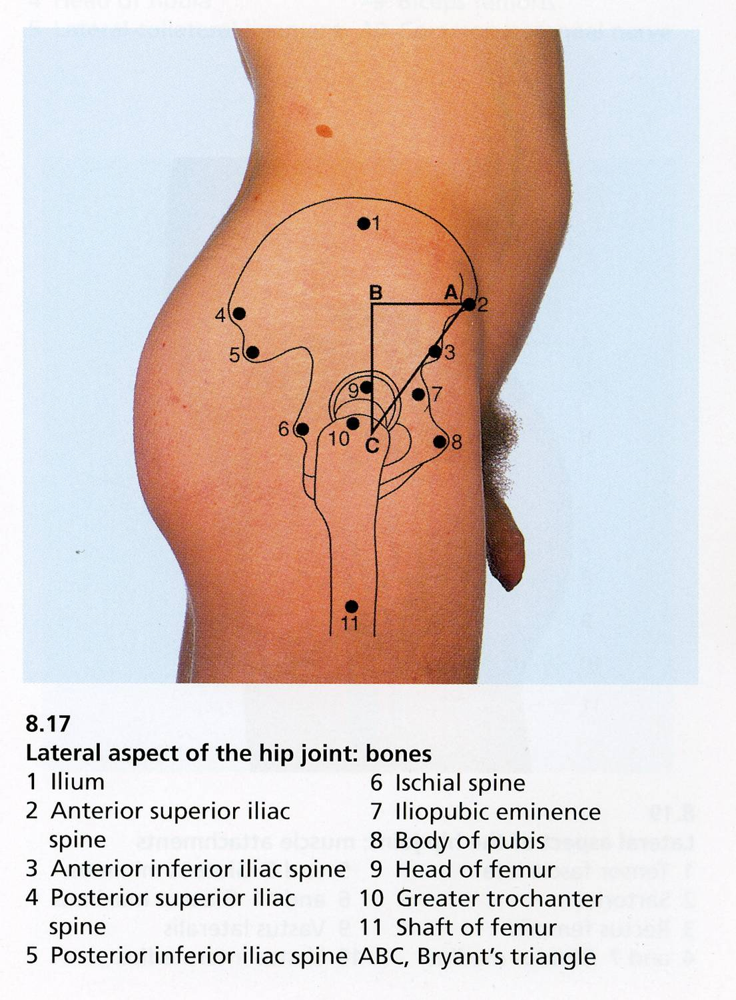 1
B
A
2
4
5
3
9
7
6
10
C
8
11
8.17
Lateral aspect of the hip joint: bones
1 Ilium
2 Anterior superior iliac
spine
3 Anterior inferior iliac spine
4 Posterior superior iliac
spine
5 Posterior inferior iliac spine
6 Ischial spine
7 Iliopubic eminence
8 Body of pubis
9 Head of femur
10 Greater trochanter
11 Shaft of femur
ABC, Bryant’s triangle